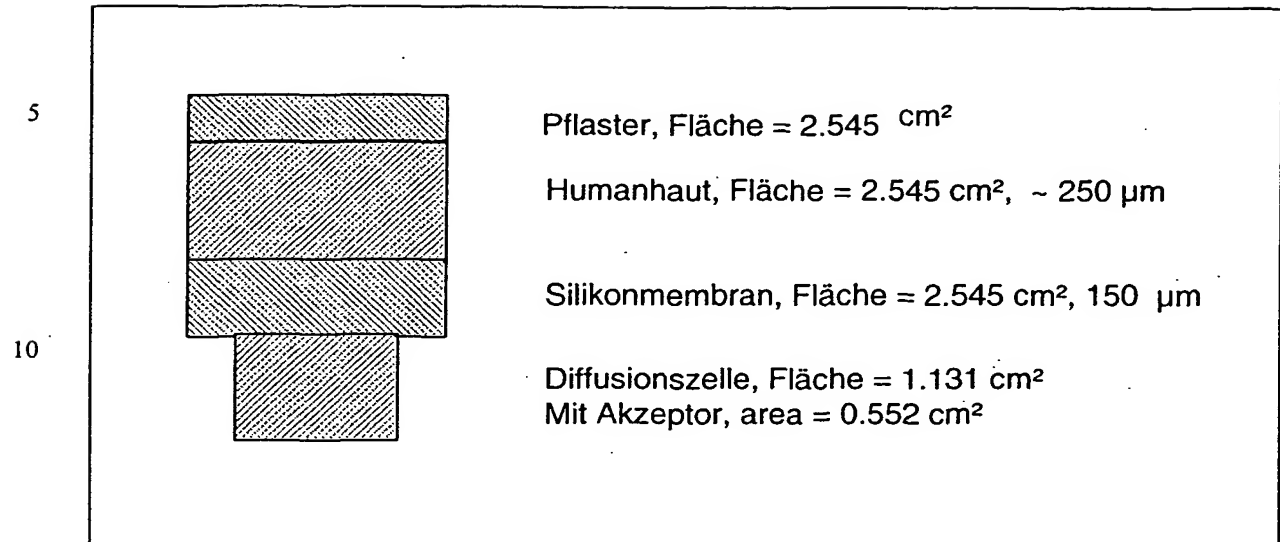 5
Pflaster, Fläche = 2.545 cm²
Humanhaut, Fläche = 2.545 cm², ~ 250 µm
Silikonmembran, Fläche = 2.545 cm², 150 µm
10
Diffusionszelle, Fläche = 1.131 cm²
Mit Akzeptor, area = 0.552 cm²